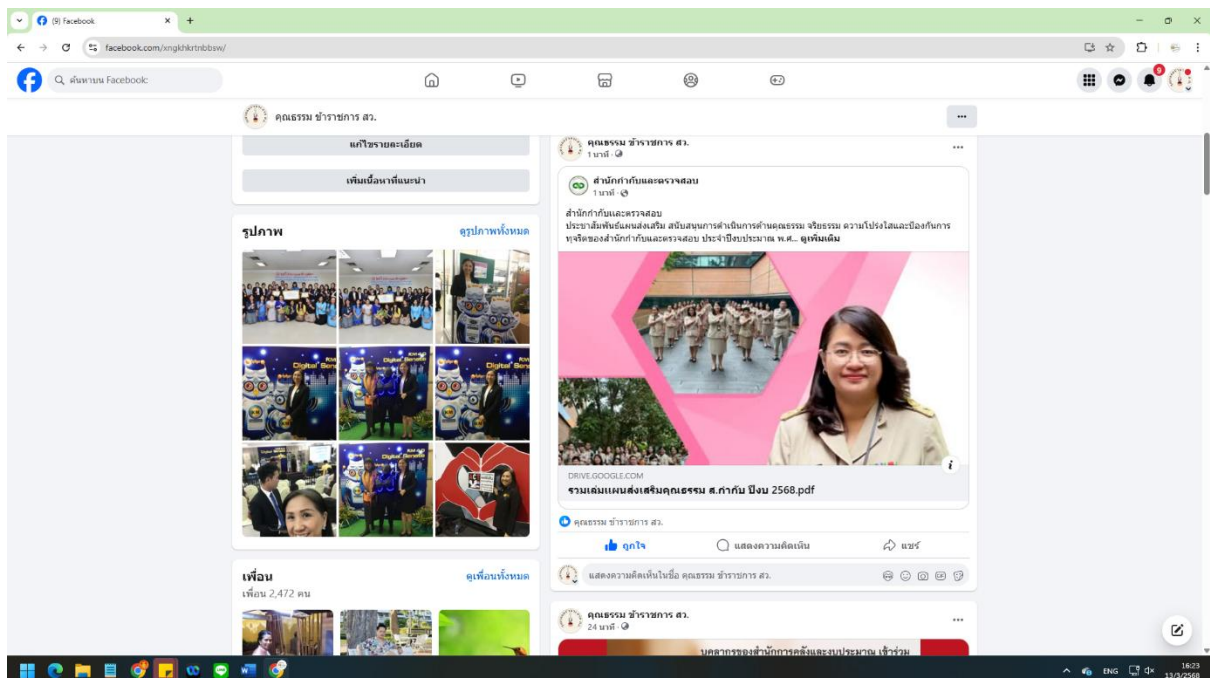 (9) Facebook
facebook.com/xngkhkrtnbbsw/
ค้นหาบน Facebook
9
คุณธรรม ข้าราชการ สว.
แก้ไขรายละเอียด
เพิ่มเนื้อหาที่แนะนำ
รูปภาพ
ดูรูปภาพทั้งหมด
Digital Senate
Digital Senate
เพื่อน
ดูเพื่อนทั้งหมด
เพื่อน 2,472 คน
คุณธรรม ข้าราชการ สว.
1 นาที
สำนักกำกับและตรวจสอบ
1 นาที
สำนักกำกับและตรวจสอบ
ประชาสัมพันธ์แผนส่งเสริม สนับสนุนการดำเนินการด้านคุณธรรม จริยธรรม ความโปร่งใสและป้องกันการ
ทุจริตของสำนักกำกับและตรวจสอบ ประจำปีงบประมาณ พ.ศ... ดูเพิ่มเติม
DRIVE.GOOGLE.COM
รวมเล่มแผนส่งเสริมคุณธรรม ส.กำกับ ปีงบ 2568.pdf
คุณธรรม ข้าราชการ สว.
ถูกใจ
แสดงความคิดเห็น
แชร์
แสดงความคิดเห็นในชื่อ คุณธรรม ข้าราชการ สว.
คุณธรรม ข้าราชการ สว.
24 นาที
บุคลากรของสำนักการคลังและงบประมาณ เข้าร่วม
ENG
16:23
13/3/2568